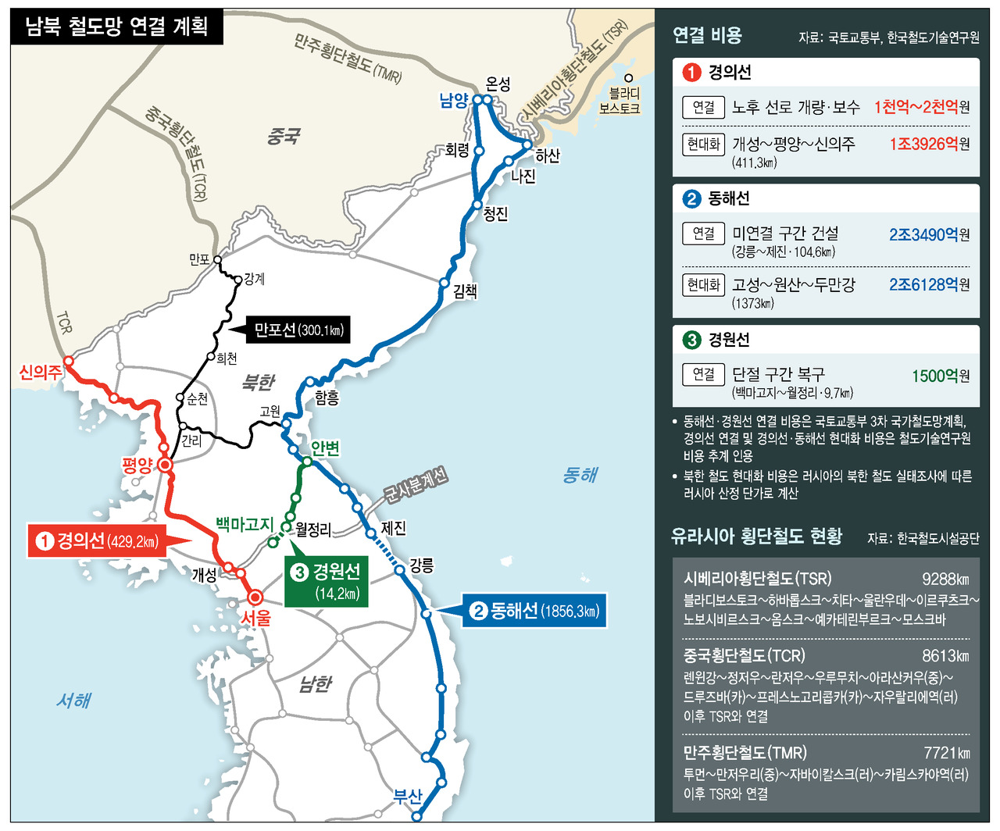 남북 철도망 연결 계획
만주횡단철도(TMR)
시베리아횡단철도(TSR)
블라디
보스토크
중국횡단철도(TCR)
중국
온성
남양
회령
하산
나진
청진
만포
강계
김책
TCR
만포선(300.1㎞)
신의주
희천
북한
순천
함흥
고원
간리
안변
평양
동해
군사분계선
백마고지
월정리
제진
1 경의선(429.2㎞)
개성
3 경원선
(14.2㎞)
강릉
서울
2 동해선(1856.3㎞)
남한
서해
부산
연결 비용
자료: 국토교통부, 한국철도기술연구원
1 경의선
연결 노후 선로 개량·보수 1천억~2천억원
현대화 개성~평양~신의주 1조3926억원
(411.3㎞)
2 동해선
연결 미연결 구간 건설 2조3490억원
(강릉~제진·104.6㎞)
현대화 고성~원산~두만강 2조6128억원
(1373㎞)
3 경원선
연결 단절 구간 복구 1500억원
(백마고지~월정리·9.7㎞)
• 동해선·경원선 연결 비용은 국토교통부 3차 국가철도망계획,
경의선 연결 및 경의선·동해선 현대화 비용은 철도기술연구원
비용 추계 인용
• 북한 철도 현대화 비용은 러시아의 북한 철도 실태조사에 따른
러시아 산정 단가로 계산
유라시아 횡단철도 현황
자료: 한국철도시설공단
시베리아횡단철도(TSR) 9288㎞
블라디보스토크~하바롭스크~치타~울란우데~이르쿠츠크~
노보시비르스크~옴스크~예카테린부르크~모스크바
중국횡단철도(TCR) 8613㎞
롄윈강~정저우~란저우~우루무치~아라산커우(중)~
드루즈바(카)~프레스노고리콥카(카)~자우랄리에역(러)
이후 TSR와 연결
만주횡단철도(TMR) 7721㎞
투먼~만저우리(중)~자바이칼스크(러)~카림스카야역(러)
이후 TSR와 연결